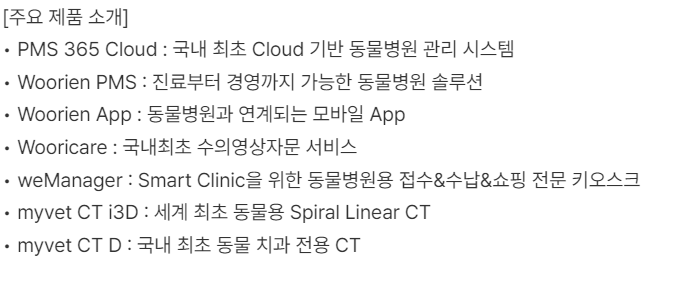 [주요 제품 소개]
• PMS 365 Cloud : 국내 최초 Cloud 기반 동물병원 관리 시스템
• Woorien PMS : 진료부터 경영까지 가능한 동물병원 솔루션
• Woorien App : 동물병원과 연계되는 모바일 App
• Wooricare : 국내최초 수의영상자문 서비스
• weManager : Smart Clinic을 위한 동물병원용 접수&수납&쇼핑 전문 키오스크
• myvet CT i3D : 세계 최초 동물용 Spiral Linear CT
• myvet CT D : 국내 최초 동물 치과 전용 CT